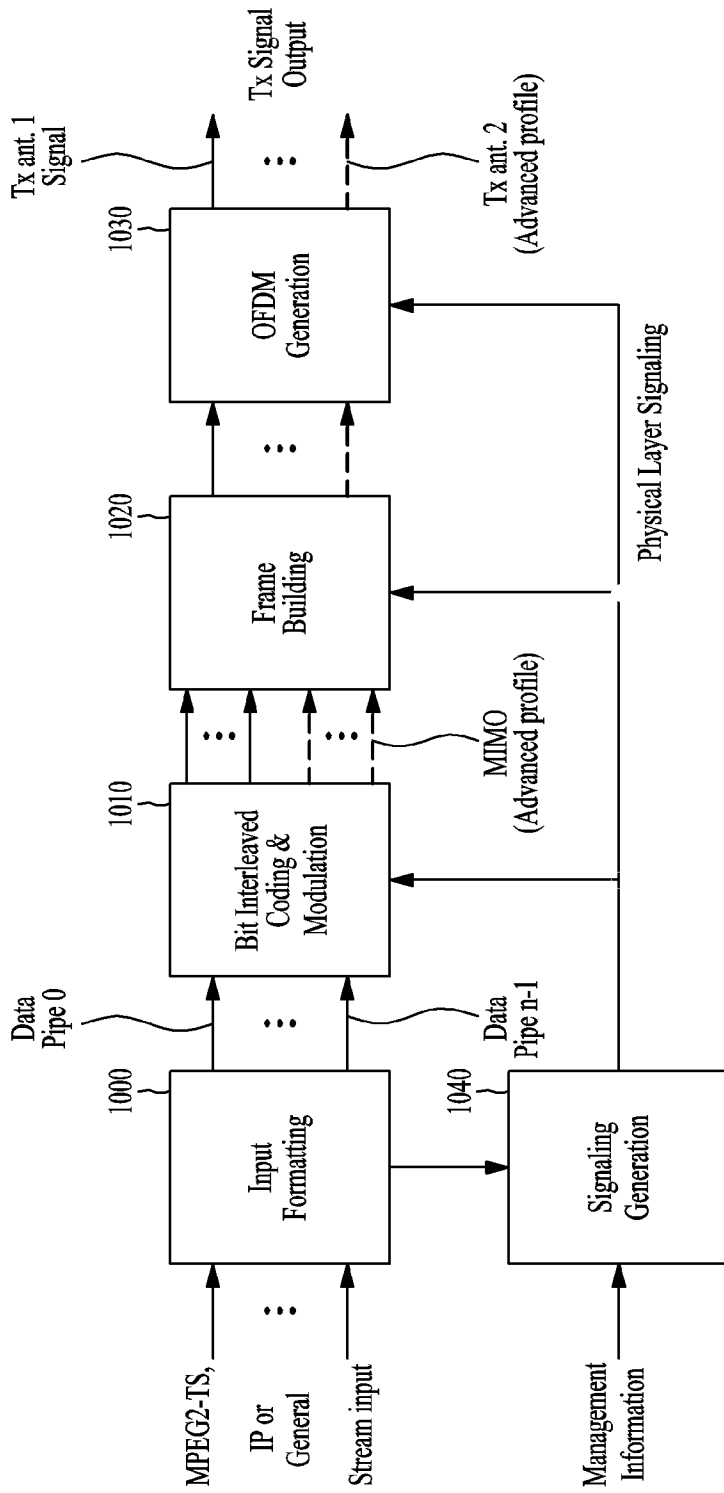 MPEG2-TS,
IP or
General
Stream input
Management
Information
1000
Input
Formatting
1040
Signaling
Generation
Data
Pipe 0
Data
Pipe n-1
1010
Bit Interleaved
Coding &
Modulation
MIMO
(Advanced profile)
1020
Frame
Building
Physical Layer Signaling
1030
OFDM
Generation
Tx ant. 1
Signal
Tx Signal
Output
Tx ant. 2
(Advanced profile)